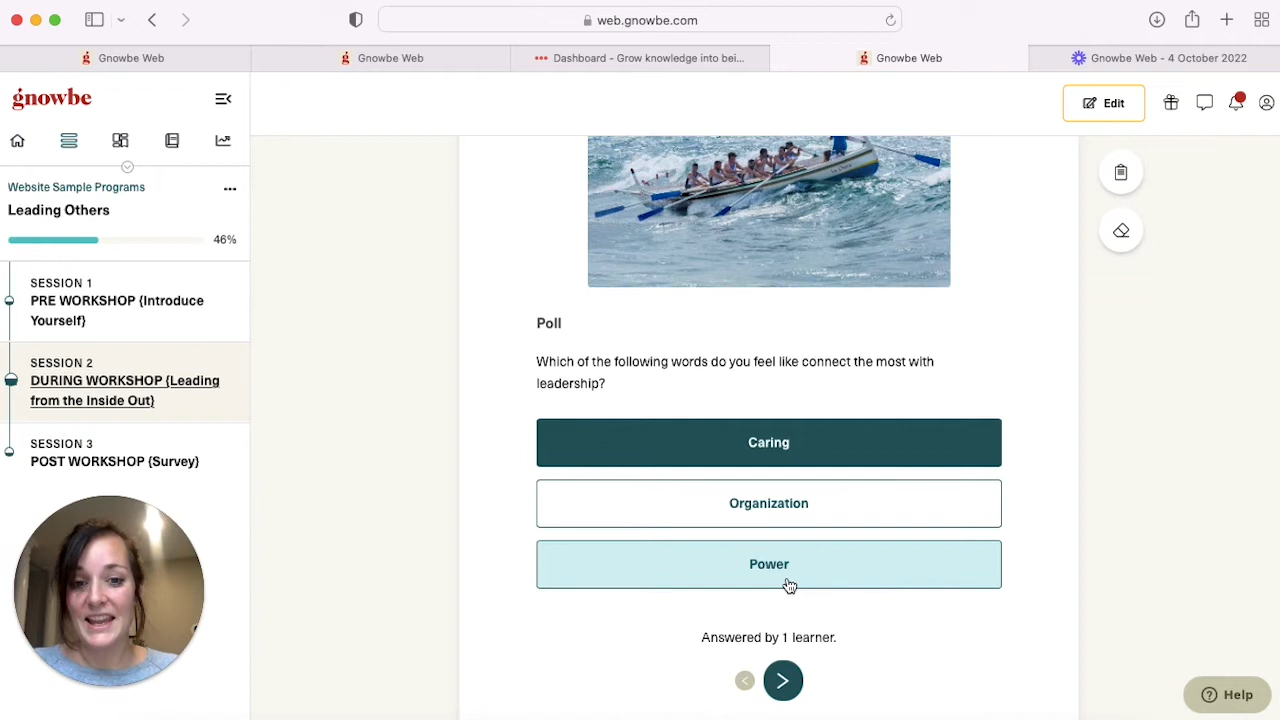 web.gnowbe.com
Gnowbe Web
Gnowbe Web
Dashboard - Grow knowledge into bei...
Gnowbe Web
Gnowbe Web - 4 October 2022
gnowbe
Edit
Website Sample Programs
Leading Others
46%
SESSION 1
PRE WORKSHOP {Introduce
Yourself}
SESSION 2
DURING WORKSHOP {Leading
from the Inside Out}
SESSION 3
POST WORKSHOP {Survey}
Poll
Which of the following words do you feel like connect the most with
leadership?
Caring
Organization
Power
Answered by 1 learner.
Help